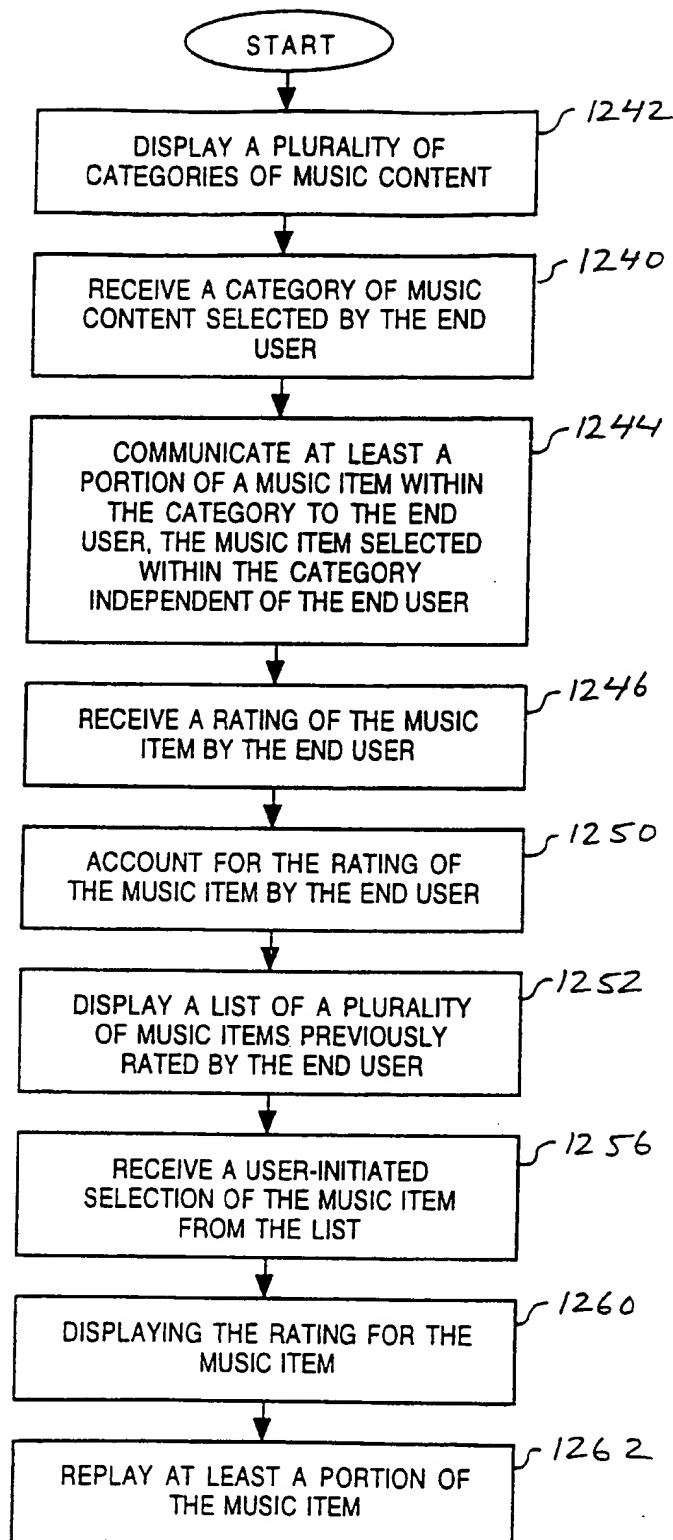 START
1242
DISPLAY A PLURALITY OF
CATEGORIES OF MUSIC CONTENT
1240
RECEIVE A CATEGORY OF MUSIC
CONTENT SELECTED BY THE END
USER
1244
COMMUNICATE AT LEAST A
PORTION OF A MUSIC ITEM WITHIN
THE CATEGORY TO THE END
USER, THE MUSIC ITEM SELECTED
WITHIN THE CATEGORY
INDEPENDENT OF THE END USER
1246
RECEIVE A RATING OF THE MUSIC
ITEM BY THE END USER
1250
ACCOUNT FOR THE RATING OF
THE MUSIC ITEM BY THE END USER
1252
DISPLAY A LIST OF A PLURALITY
OF MUSIC ITEMS PREVIOUSLY
RATED BY THE END USER
1256
RECEIVE A USER-INITIATED
SELECTION OF THE MUSIC ITEM
FROM THE LIST
1260
DISPLAYING THE RATING FOR THE
MUSIC ITEM
1262
REPLAY AT LEAST A PORTION OF
THE MUSIC ITEM